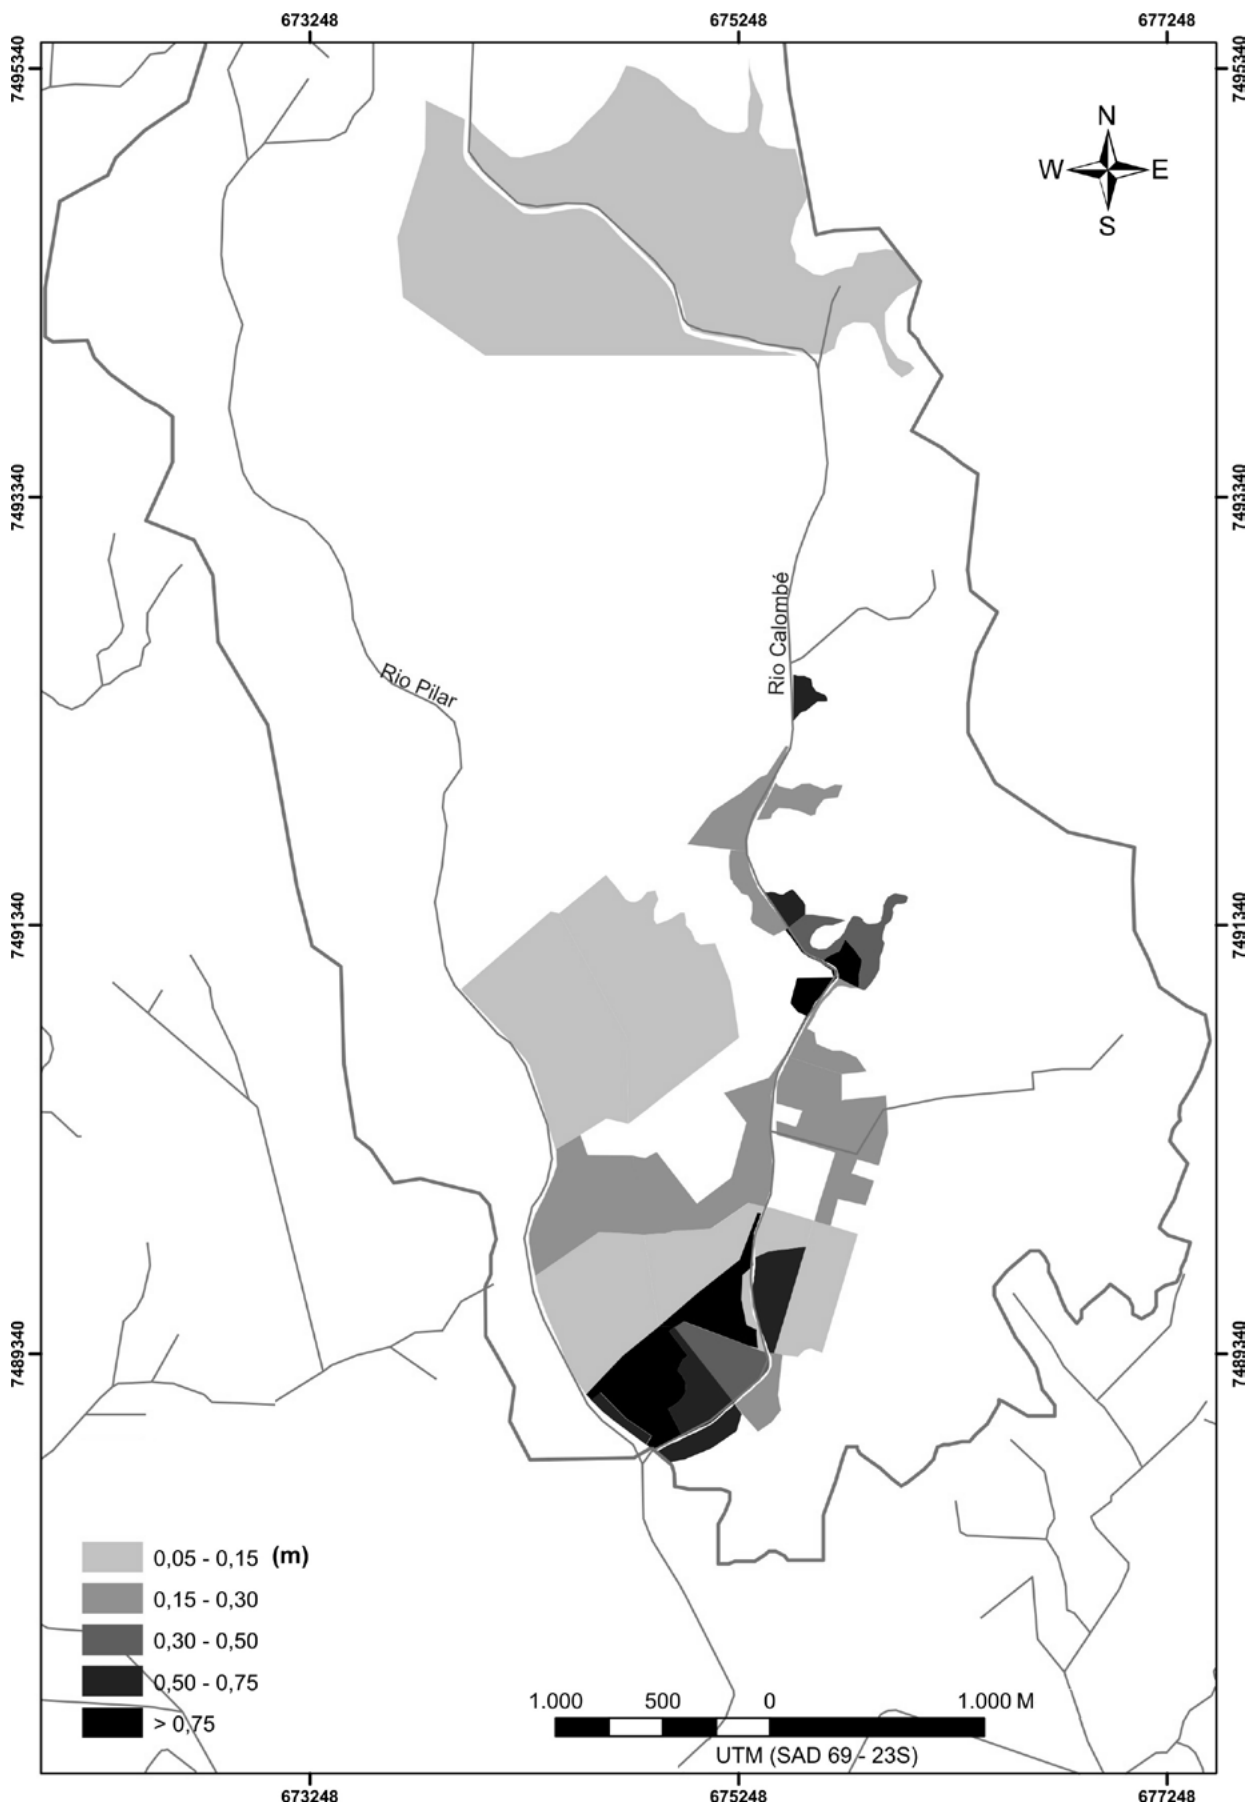 673248 675248 677248
7495340 7495340
N
W E
S
7493340 7493340
Rio Calombé
Rio Pilar
7491340 7491340
7489340 7489340
0,05 - 0,15 (m)
0,15 - 0,30
0,30 - 0,50
0,50 - 0,75
> 0,75
1.000 500 0 1.000 M
UTM (SAD 69 - 23S)
673248 675248 677248